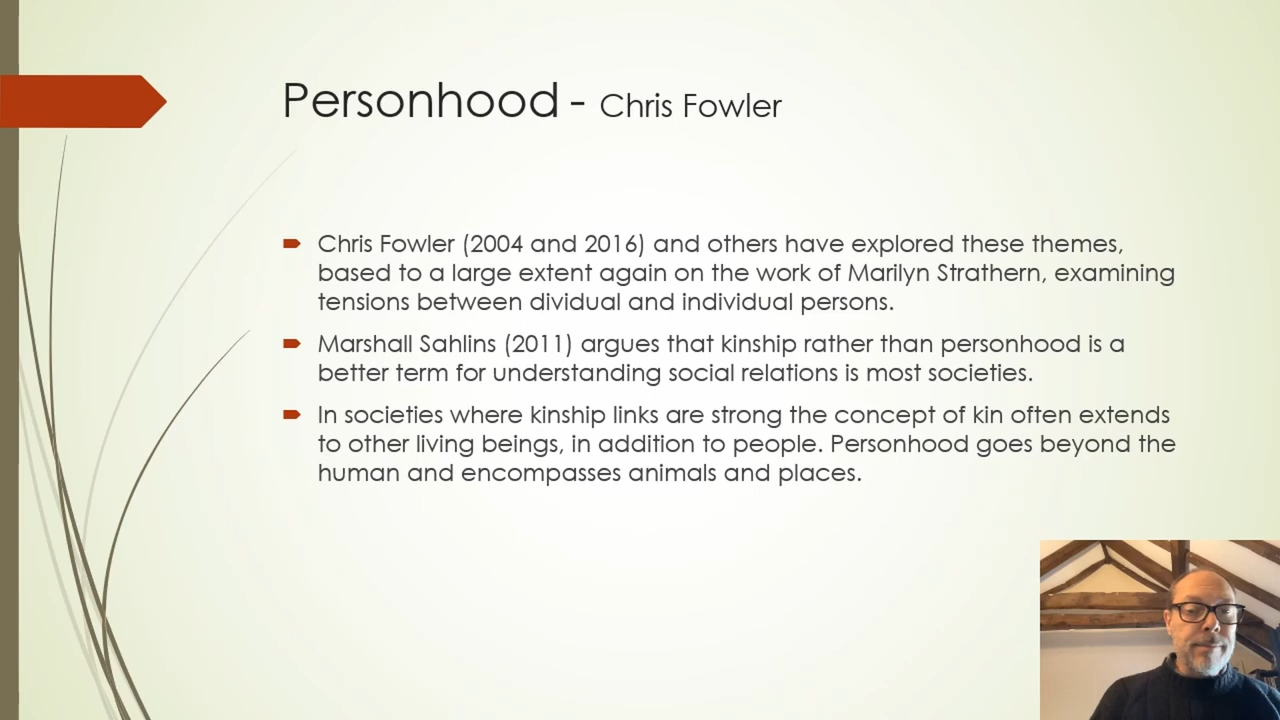 Personhood - Chris Fowler
Chris Fowler (2004 and 2016) and others have explored these themes,
based to a large extent again on the work of Marilyn Strathern, examining
tensions between dividual and individual persons.
Marshall Sahlins (2011) argues that kinship rather than personhood is a
better term for understanding social relations is most societies.
In societies where kinship links are strong the concept of kin often extends
to other living beings, in addition to people. Personhood goes beyond the
human and encompasses animals and places.